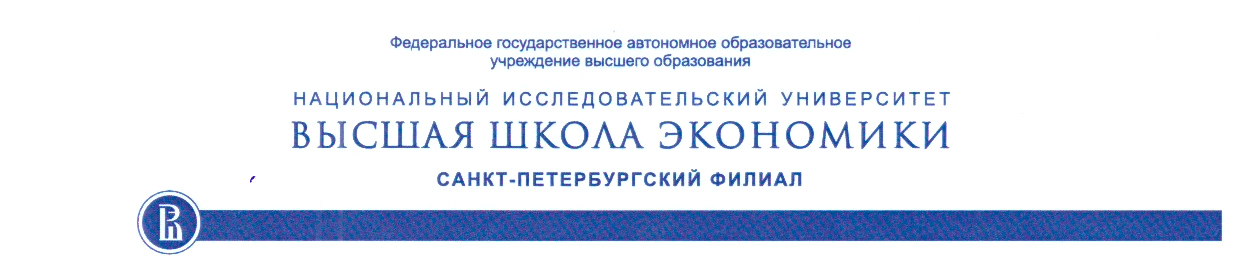 Федеральное государственное автономное образовательное
учреждение высшего образования
НАЦИОНАЛЬНЫЙ ИССЛЕДОВАТЕЛЬСКИЙ УНИВЕРСИТЕТ
ВЫСШАЯ ШКОЛА ЭКОНОМИКИ
САНКТ-ПЕТЕРБУРГСКИЙ ФИЛИАЛ